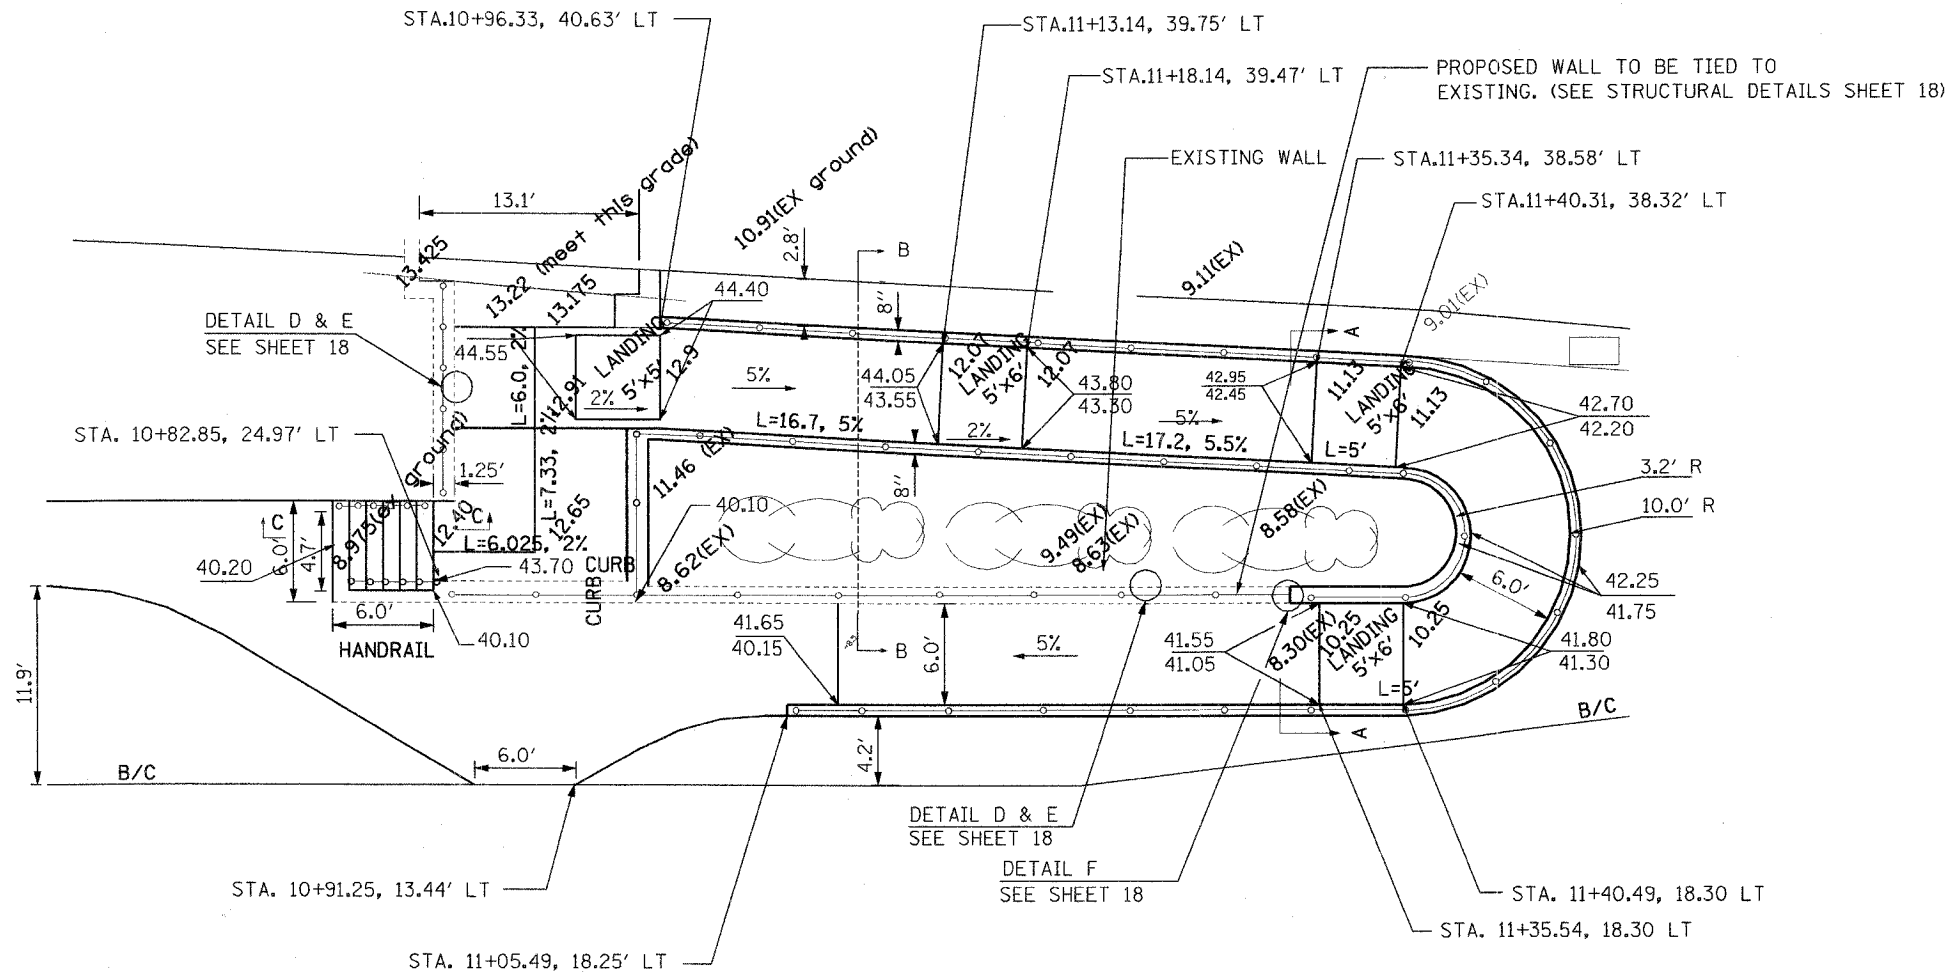 STA.10+96.33, 40.63' LT
STA.11+13.14, 39.75' LT
STA.11+18.14, 39.47' LT
PROPOSED WALL TO BE TIED TO
EXISTING. (SEE STRUCTURAL DETAILS SHEET 18)
EXISTING WALL
STA.11+35.34, 38.58' LT
STA.11+40.31, 38.32' LT
13.1'
13.425
13.22 (meet this grade)
13.175
10.91(EX ground)
2.8'
B
9.11(EX)
9.01(EX)
A
44.40
8"
DETAIL D & E
SEE SHEET 18
44.55
L=6.0, 2%
12.91
LANDING
5'x5'
12.9
2%
5%
44.05
43.55
12.07
LANDING
5'x6'
12.07
43.80
43.30
42.95
42.45
11.13
LANDING
5'x6'
11.13
42.70
42.20
L=16.7, 5%
2%
5%
L=17.2, 5.5%
L=5'
STA. 10+82.85, 24.97' LT
1.25'
L=7.33, 2%
11.46 (EX)
8"
3.2' R
10.0' R
C
6.01'
4.7'
8.975(ex ground)
12.40
C
12.65
L=6.025, 2%
40.10
8.62(EX)
9.49(EX)
8.63(EX)
8.58(EX)
40.20
43.70
CURB
CURB
6.0'
42.25
41.75
6.0'
HANDRAIL
40.10
41.65
40.15
B
6.0'
5%
41.55
41.05
8.30(EX)
10.25
LANDING
5'x6'
10.25
41.80
41.30
L=5'
11.9'
B/C
6.0'
4.2'
A
B/C
DETAIL D & E
SEE SHEET 18
DETAIL F
SEE SHEET 18
STA. 10+91.25, 13.44' LT
STA. 11+40.49, 18.30 LT
STA. 11+35.54, 18.30 LT
STA. 11+05.49, 18.25' LT